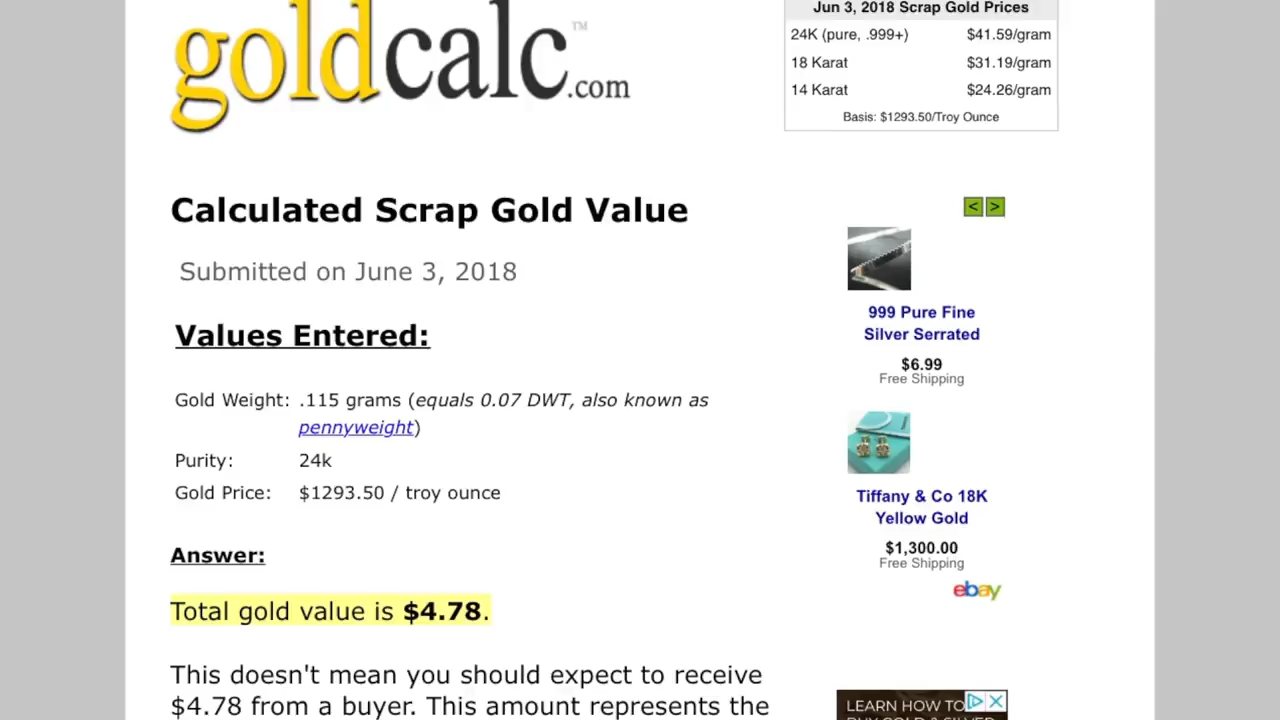 goldcalc.com™
Jun 3, 2018 Scrap Gold Prices
24K (pure, .999+) $41.59/gram
18 Karat $31.19/gram
14 Karat $24.26/gram
Basis: $1293.50/Troy Ounce
Calculated Scrap Gold Value
Submitted on June 3, 2018
Values Entered:
Gold Weight: .115 grams (equals 0.07 DWT, also known as
pennyweight)
Purity: 24k
Gold Price: $1293.50 / troy ounce
Answer:
Total gold value is $4.78.
This doesn't mean you should expect to receive
$4.78 from a buyer. This amount represents the
< >
999 Pure Fine
Silver Serrated
$6.99
Free Shipping
Tiffany & Co 18K
Yellow Gold
$1,300.00
Free Shipping
ebay
LEARN HOW TO
BUY GOLD & SILVER